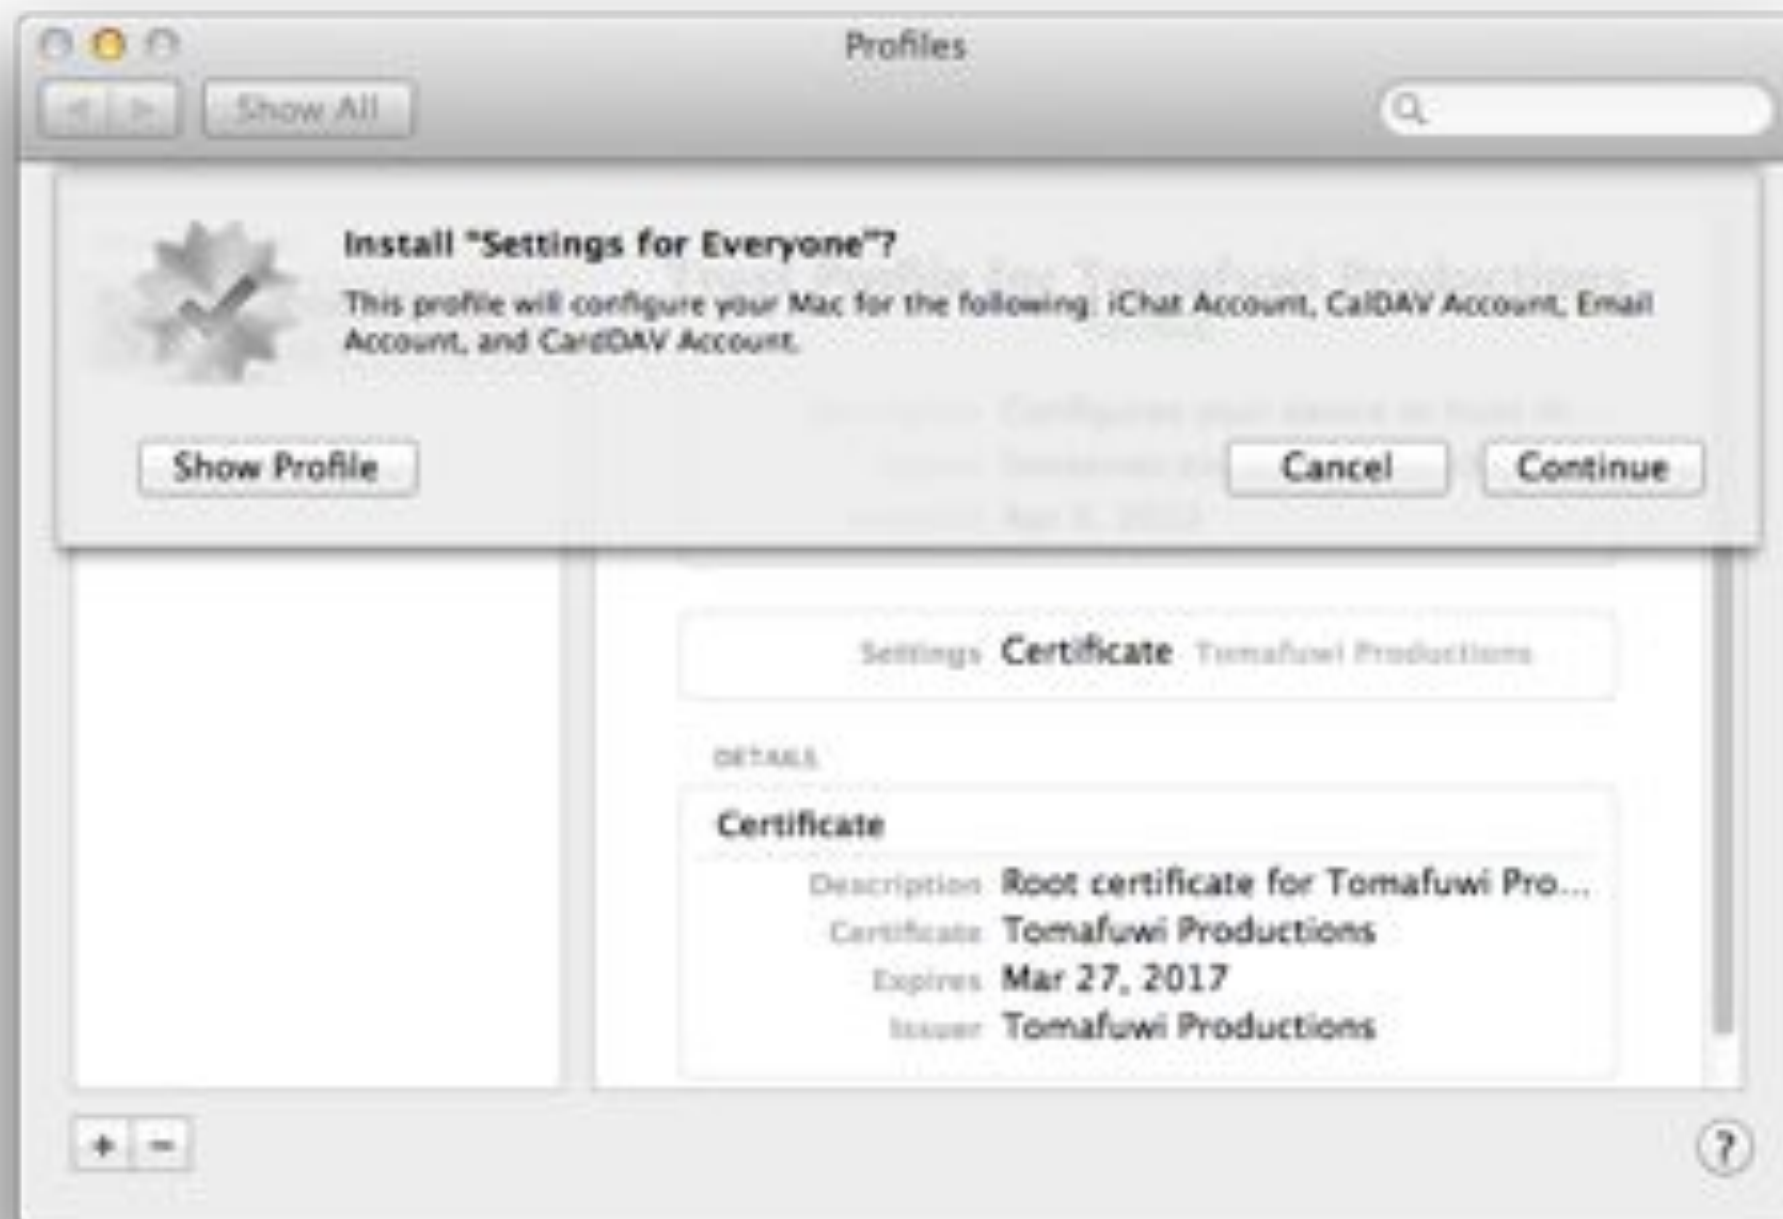 Profiles
Show All
Install "Settings for Everyone"?
This profile will configure your Mac for the following: iChat Account, CalDAV Account, Email
Account, and CardDAV Account.
Show Profile
Cancel
Continue
Settings Certificate Tomafuwi Productions
DETAILS
Certificate
Description Root certificate for Tomafuwi Pro...
Certificate Tomafuwi Productions
Expires Mar 27, 2017
Issuer Tomafuwi Productions
+ −
?